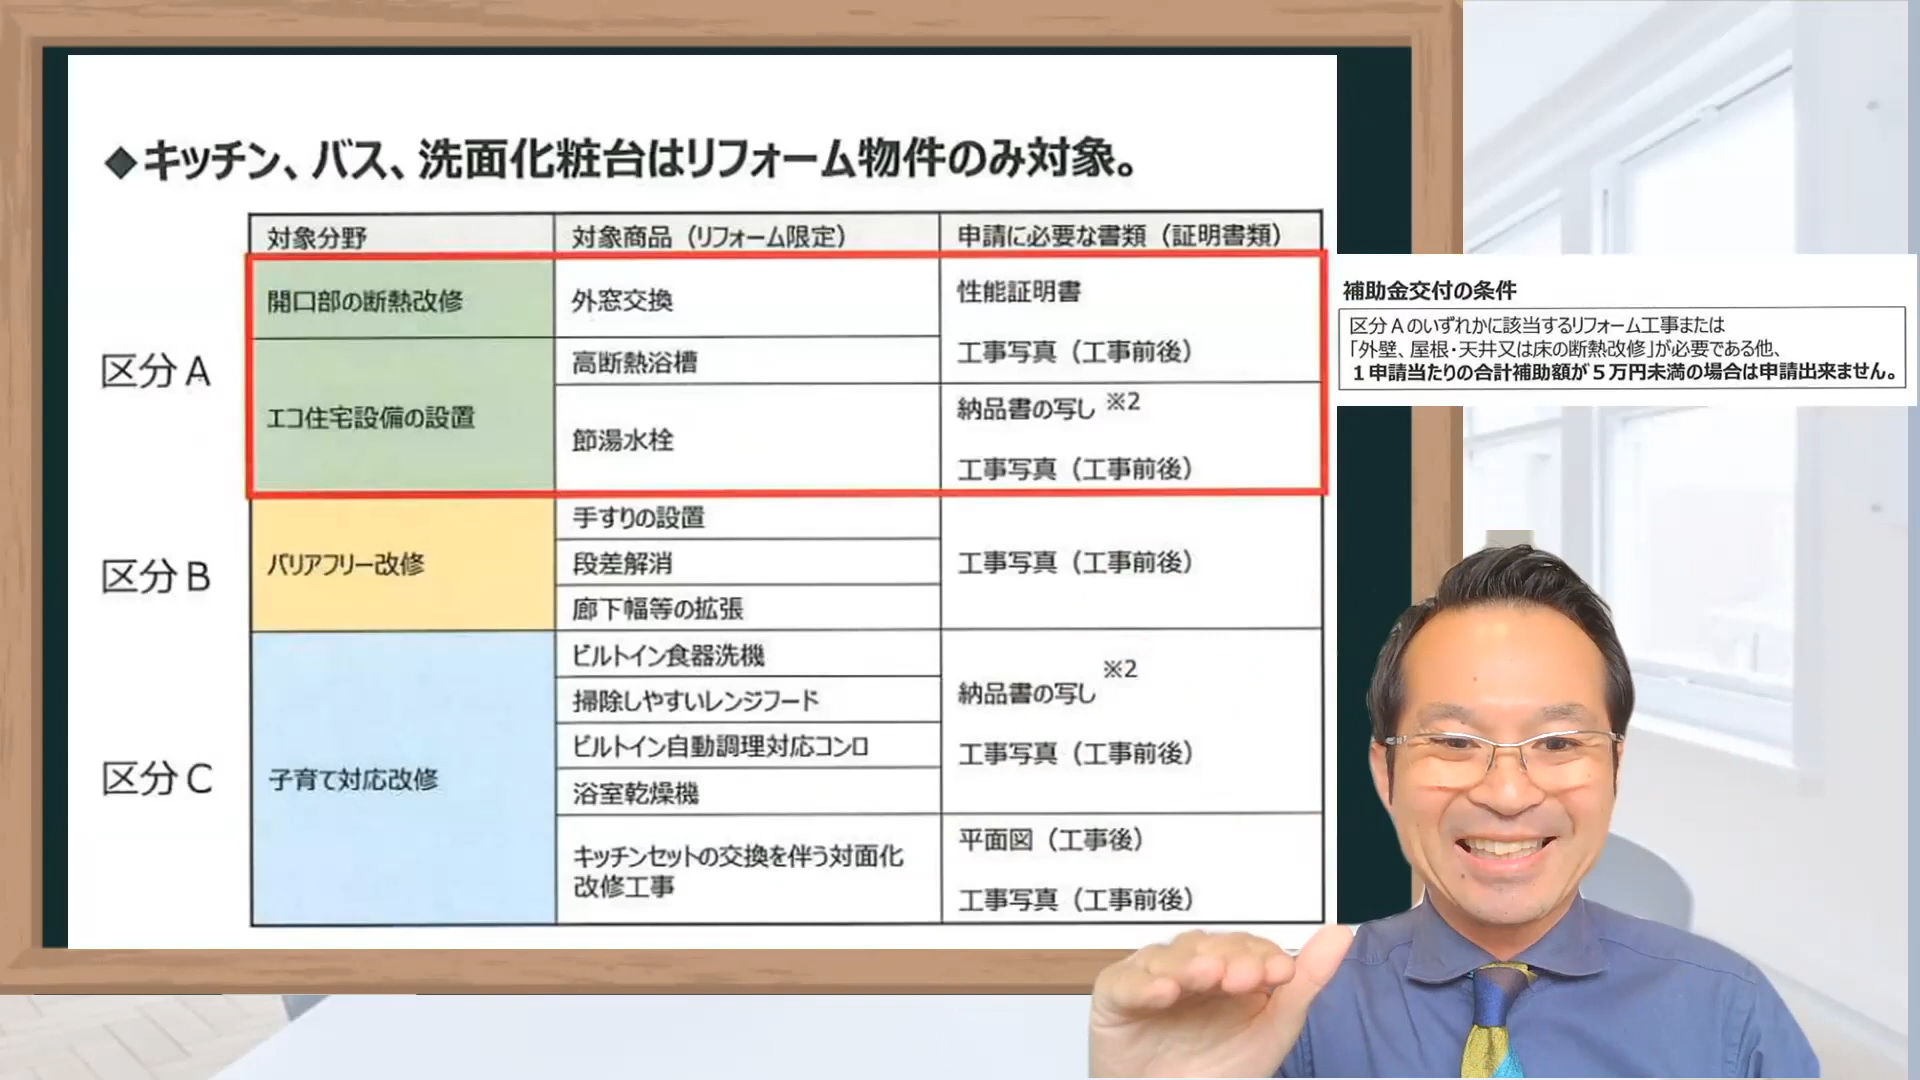 ◆キッチン、バス、洗面化粧台はリフォーム物件のみ対象。
対象分野
対象商品（リフォーム限定）
申請に必要な書類（証明書類）
区分A
開口部の断熱改修
外窓交換
性能証明書
工事写真（工事前後）
エコ住宅設備の設置
高断熱浴槽
節湯水栓
納品書の写し ※2
工事写真（工事前後）
区分B
バリアフリー改修
手すりの設置
段差解消
廊下幅等の拡張
工事写真（工事前後）
区分C
子育て対応改修
ビルトイン食器洗機
掃除しやすいレンジフード
ビルトイン自動調理対応コンロ
浴室乾燥機
納品書の写し ※2
工事写真（工事前後）
キッチンセットの交換を伴う対面化
改修工事
平面図（工事後）
工事写真（工事前後）
補助金交付の条件
区分Aのいずれかに該当するリフォーム工事または
「外壁、屋根・天井又は床の断熱改修」が必要である他、
１申請当たりの合計補助額が５万円未満の場合は申請出来ません。